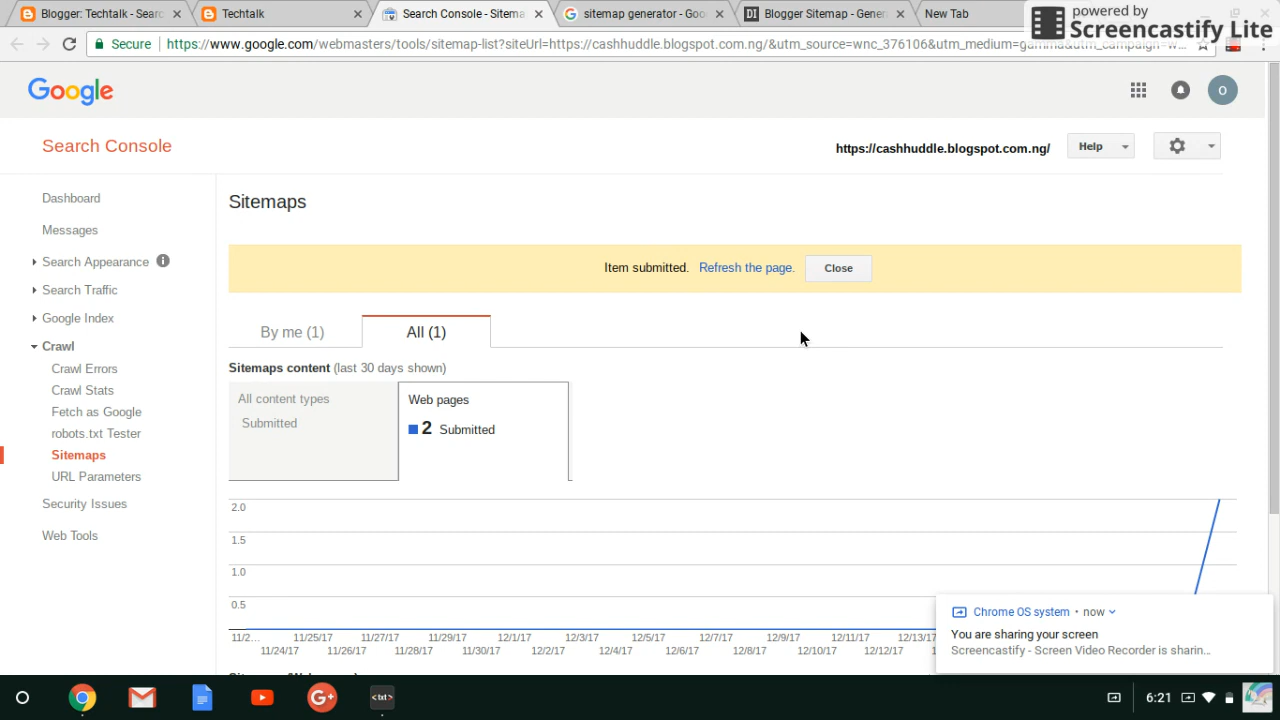 Blogger: Techtalk - Searc
Techtalk
Search Console - Sitema
sitemap generator - Goo
DI Blogger Sitemap - Gener
New Tab
powered by
Screencastify Lite
Secure
https://www.google.com/webmasters/tools/sitemap-list?siteUrl=https://cashhuddle.blogspot.com.ng/&utm_source=wnc_376106&utm_medium=gamma&utm_campaign=w...
Google
O
Search Console
https://cashhuddle.blogspot.com.ng/
Help
Dashboard
Messages
Search Appearance
Search Traffic
Google Index
Crawl
Crawl Errors
Crawl Stats
Fetch as Google
robots.txt Tester
Sitemaps
URL Parameters
Security Issues
Web Tools
Sitemaps
Item submitted. Refresh the page. Close
By me (1)
All (1)
Sitemaps content (last 30 days shown)
All content types
Submitted
Web pages
2 Submitted
2.0
1.5
1.0
0.5
11/2... 11/25/17 11/27/17 11/29/17 12/1/17 12/3/17 12/5/17 12/7/17 12/9/17 12/11/17 12/13/17
11/24/17 11/26/17 11/28/17 11/30/17 12/2/17 12/4/17 12/6/17 12/8/17 12/10/17 12/12/17
Chrome OS system • now
You are sharing your screen
Screencastify - Screen Video Recorder is sharin...
<txt>
6:21